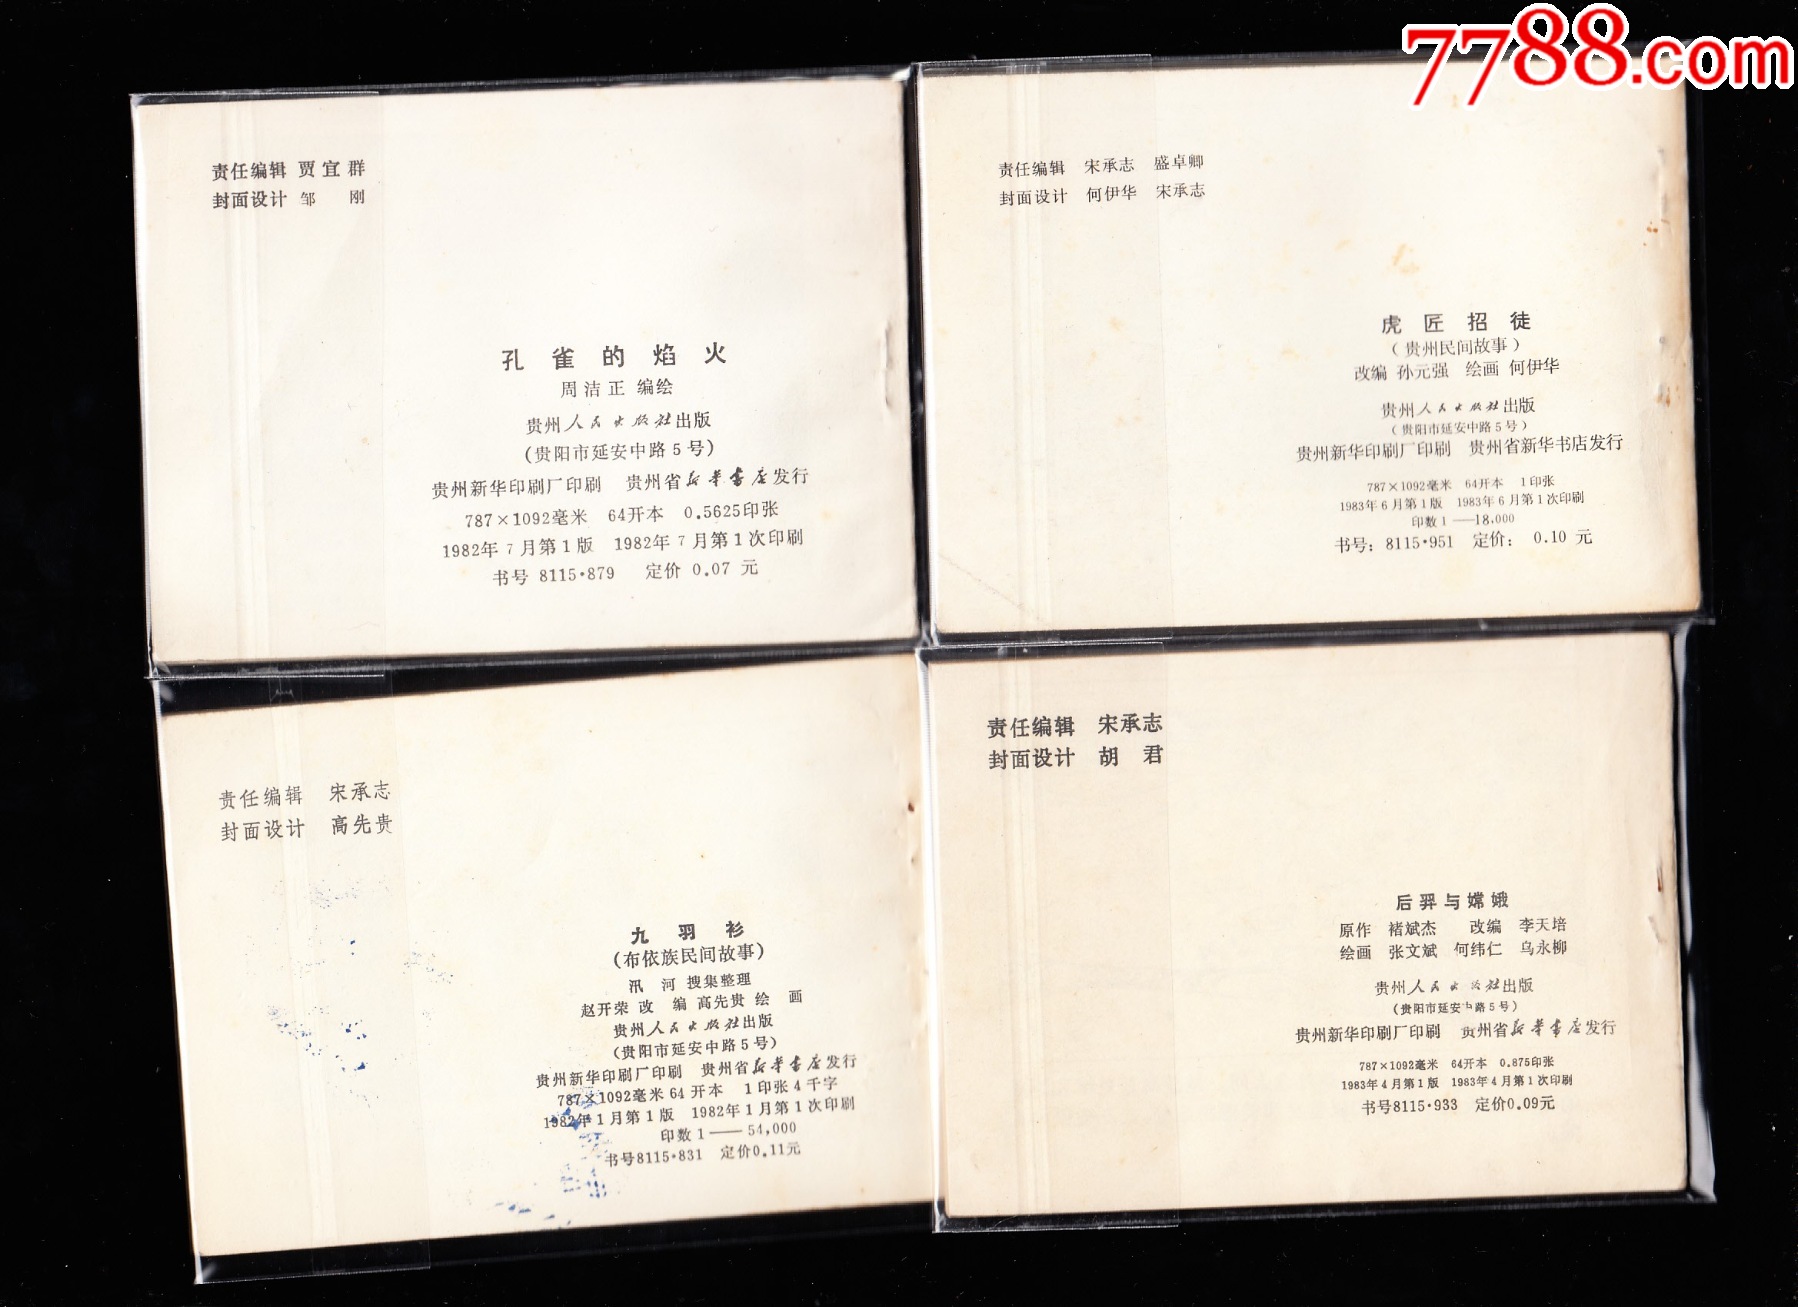 7788.com
责任编辑 贾宜群
封面设计 邹 刚
孔雀的焰火
周洁正 编绘
贵州人民出版社出版
(贵阳市延安中路5号)
贵州新华印刷厂印刷 贵州省新华书店发行
787×1092毫米 64开本 0.5625印张
1982年7月第1版 1982年7月第1次印刷
书号 8115·879 定价 0.07 元
责任编辑 宋承志 盛卓卿
封面设计 何伊华 宋承志
虎匠招徒
(贵州民间故事)
改编 孙元强 绘画 何伊华
贵州人民出版社出版
(贵阳市延安中路5号)
贵州新华印刷厂印刷 贵州省新华书店发行
787×1092毫米 64开本 1印张
1983年6月第1版 1983年6月第1次印刷
印数1—18,000
书号: 8115·951 定价: 0.10 元
责任编辑 宋承志
封面设计 高先贵
九羽衫
(布依族民间故事)
汛 河 搜集整理
赵开荣 改 编 高先贵 绘 画
贵州人民出版社出版
(贵阳市延安中路5号)
贵州新华印刷厂印刷 贵州省新华书店发行
787×1092毫米 64开本 1印张 4千字
1982年1月第1版 1982年1月第1次印刷
印数1——54,000
书号8115·831 定价0.11元
责任编辑 宋承志
封面设计 胡 君
后羿与嫦娥
原作 褚斌杰 改编 李天培
绘画 张文斌 何纬仁 乌永柳
贵州人民出版社出版
(贵阳市延安中路5号)
贵州新华印刷厂印刷 贵州省新华书店发行
787×1092毫米 64开本 0.875印张
1983年4月第1版 1983年4月第1次印刷
书号8115·933 定价0.09元